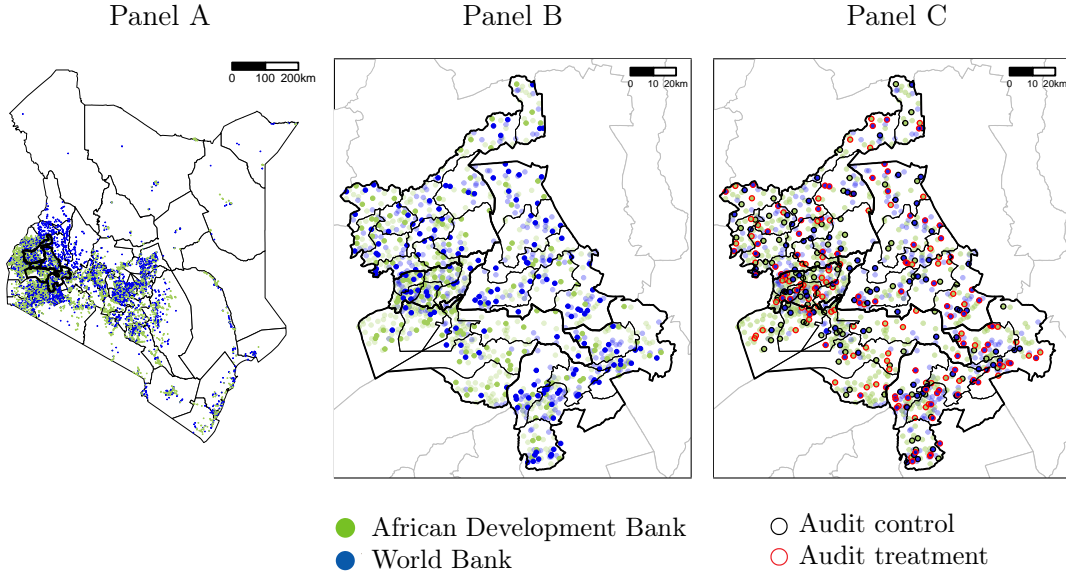 Panel A
Panel B
Panel C
0 100 200km
0 10 20km
0 10 20km
African Development Bank
World Bank
Audit control
Audit treatment